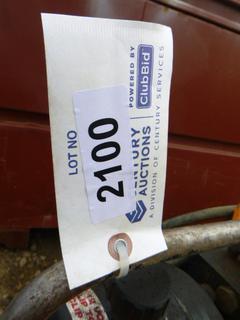 LOT NO
2100
CENTURY
AUCTIONS
A DIVISION OF CENTURY SERVICES
POWERED BY
ClubBid